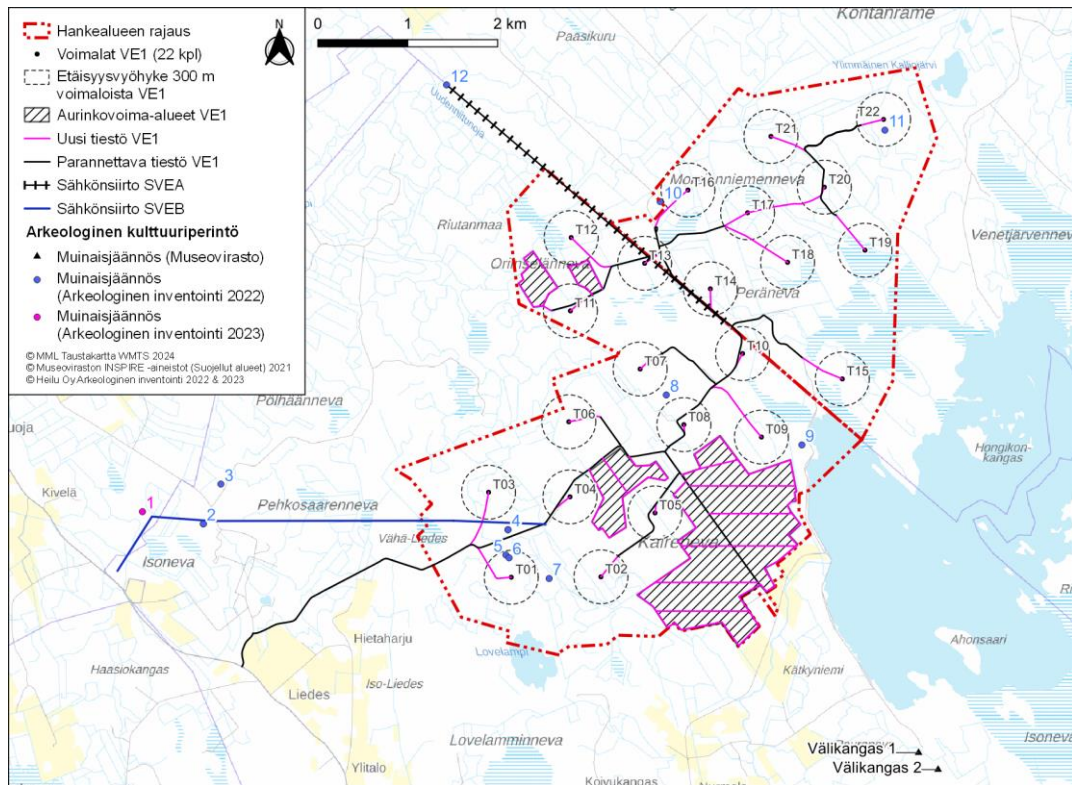 Hankealueen rajaus
Voimalat VE1 (22 kpl)
Etäisyysvyöhyke 300 m
voimaloista VE1
Aurinkovoima-alueet VE1
Uusi tiestö VE1
Parannettava tiestö VE1
Sähkönsiirto SVEA
Sähkönsiirto SVEB
Arkeologinen kulttuuriperintö
Muinaisjäännös (Museovirasto)
Muinaisjäännös
(Arkeologinen inventointi 2022)
Muinaisjäännös
(Arkeologinen inventointi 2023)
© MML Taustakartta WMTS 2024
© Museoviraston INSPIRE -aineistot (Suojellut alueet) 2021
© Heilu Oy Arkeologinen inventointi 2022 & 2023
N
0 1 2 km
Kontanräme
Paasikuru
Ylimmäinen Kalliojärvi
12
T22
11
T21
T20
10
T16
T17
Riutanmaa
T12
T19
Venetjärvenneva
T13
T18
T14
Peräneva
T11
T10
T07
T15
8
Pölhäänneva
T06
T08
T09
9
Hongikon-
kangas
Kivelä
3
T03
T04
T05
Pehkosaarenneva
1
2
4
Vähä-Liedes
Kaireneva
Isoneva
5
6
T01
7
T02
Hietaharju
Lovelampi
Ahonsaari
Haasiokangas
Iso-Liedes
Kätkyniemi
Liedes
Lovelamminneva
Isoneva
Välikangas 1
Ylitalo
Välikangas 2
Koivukangas